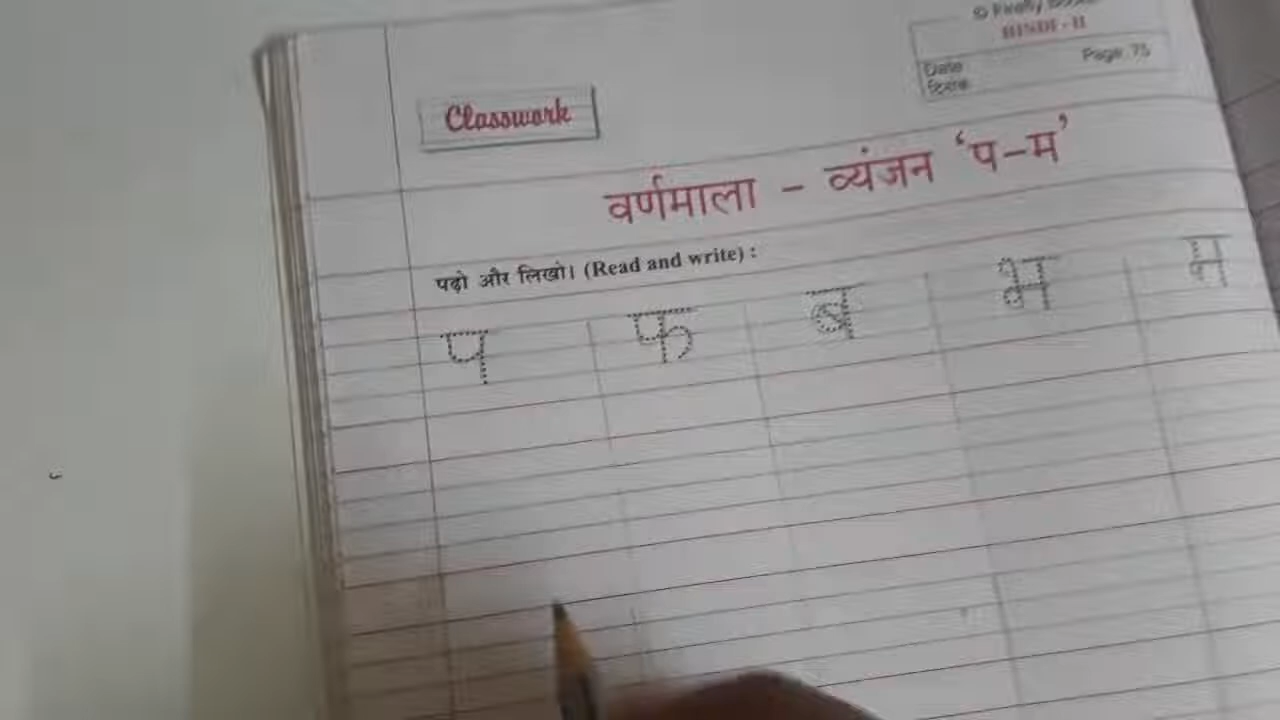 HINDI - II
Date
Page 75
दिनांक
Classwork
वर्णमाला - व्यंजन ‘प-म’
पढ़ो और लिखो। (Read and write) :
प फ ब भ म